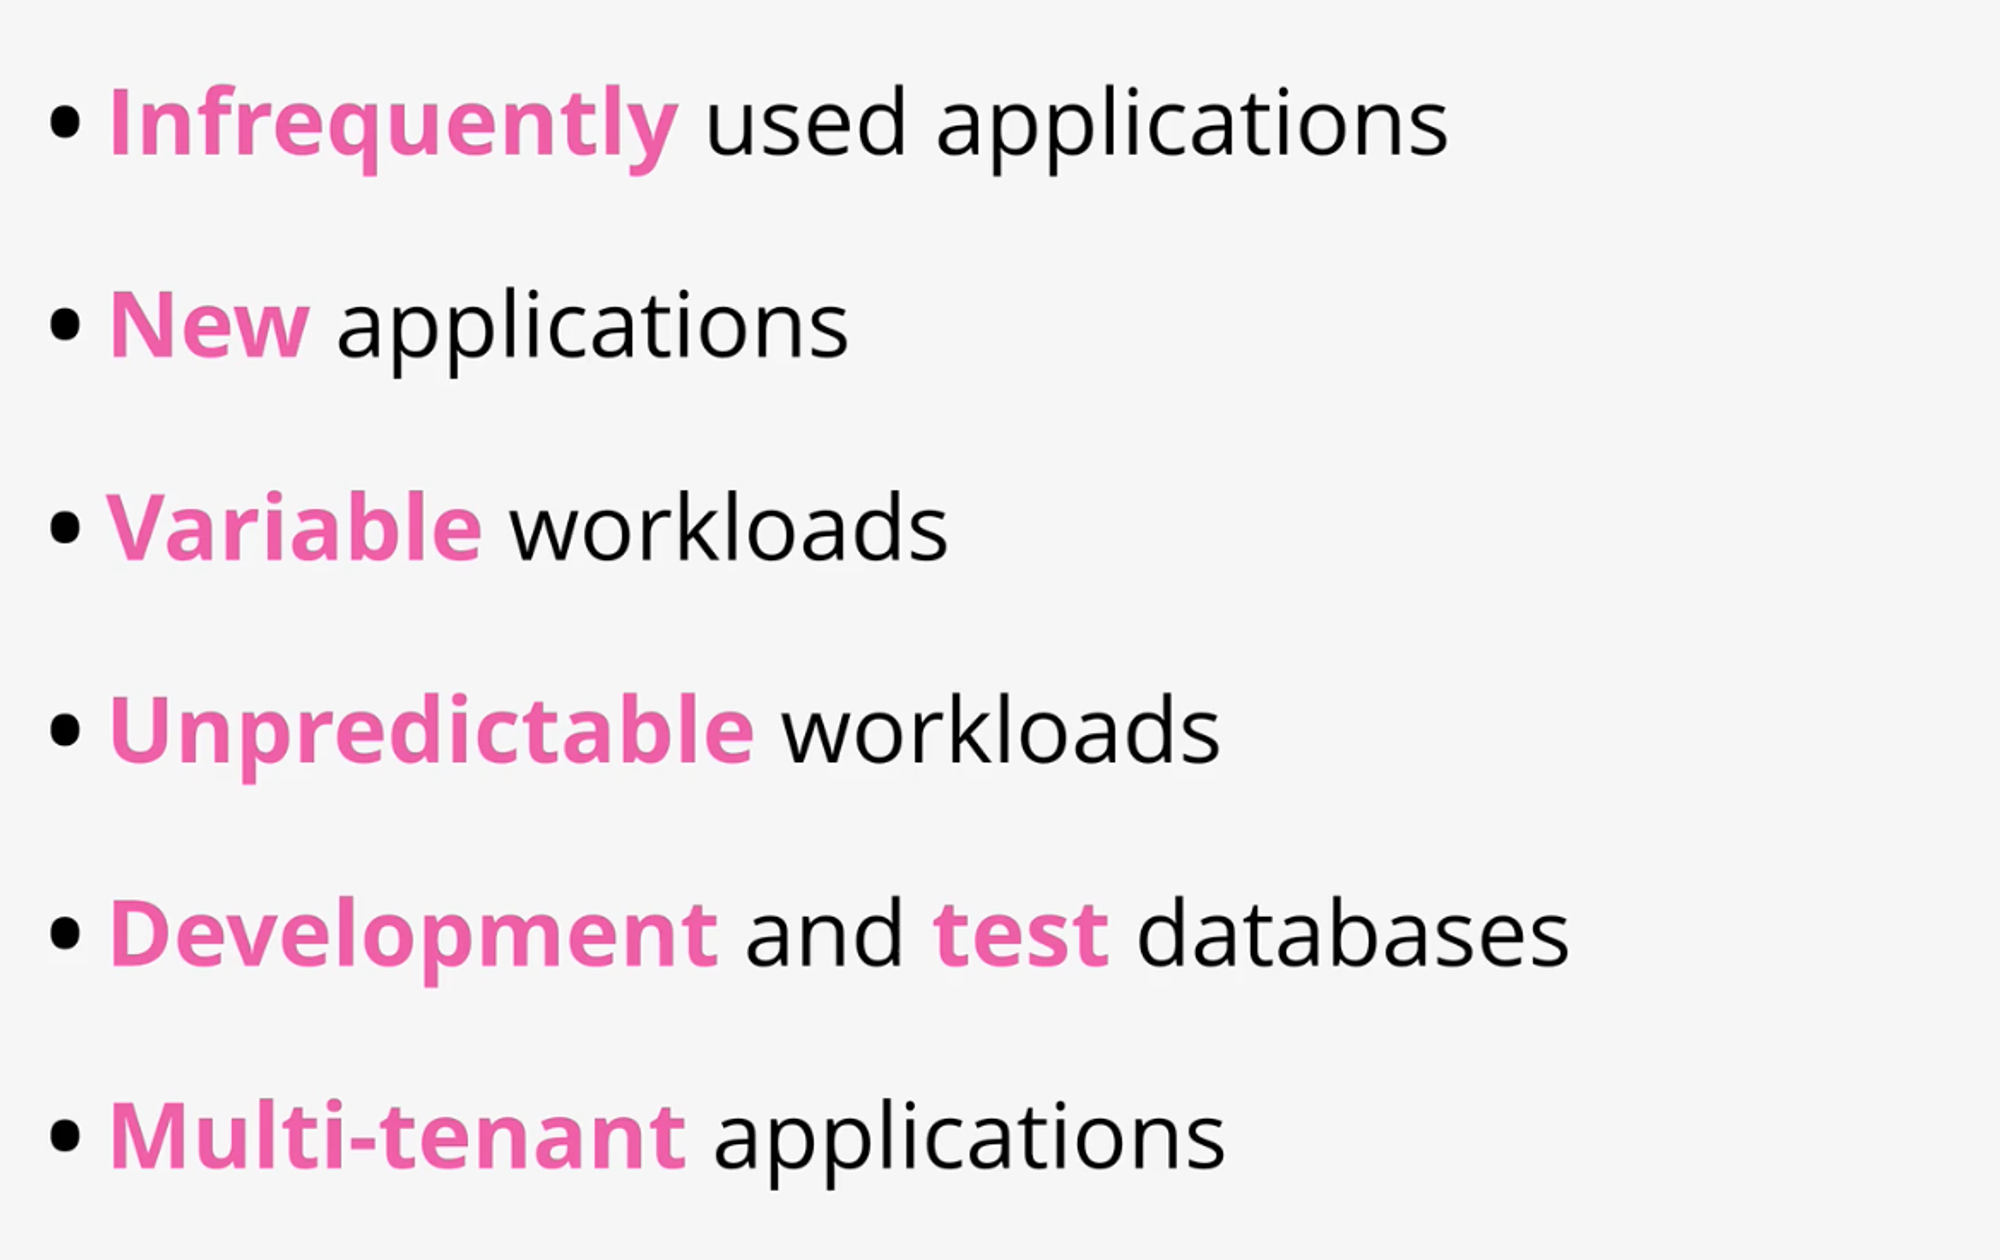 • Infrequently used applications
• New applications
• Variable workloads
• Unpredictable workloads
• Development and test databases
• Multi-tenant applications